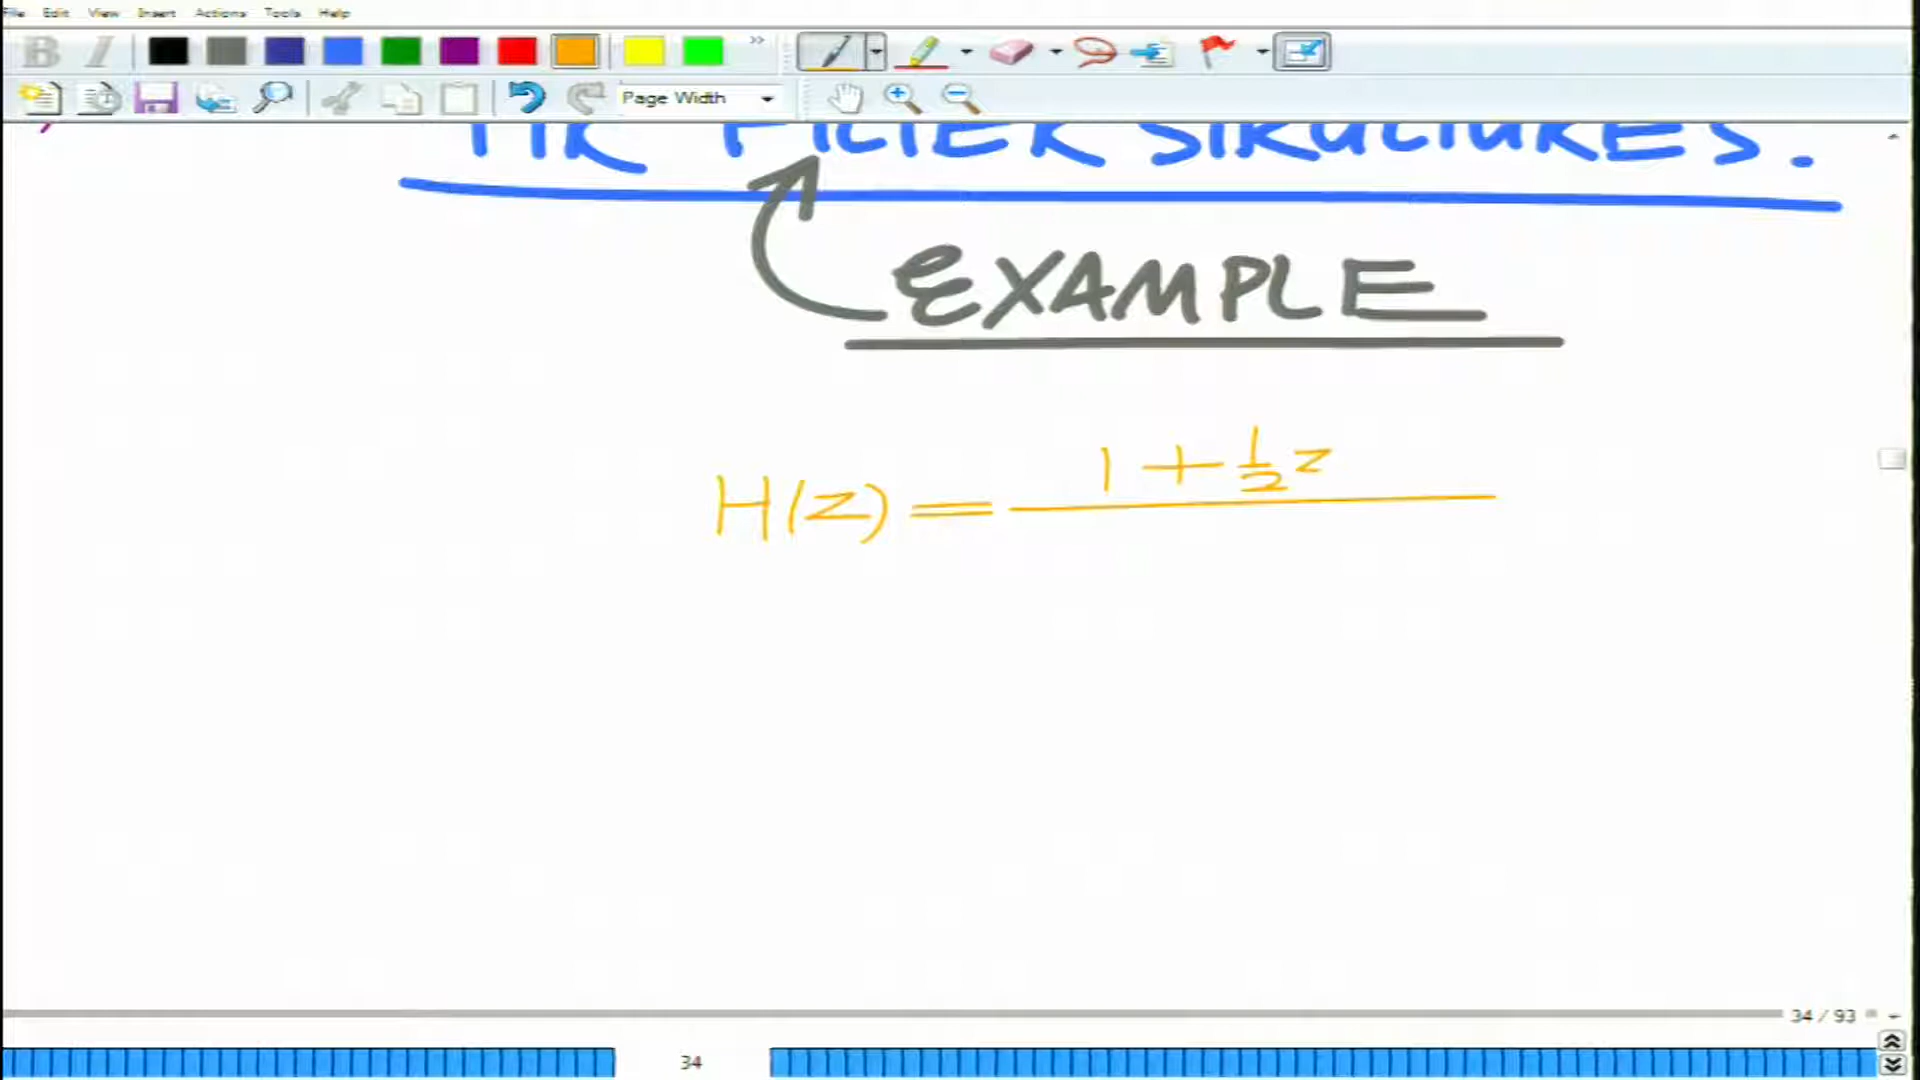 File Edit View Insert Actions Tools Help
B I
Page Width
IIR FILTER STRUCTURES.
EXAMPLE
H(z) = 1 + 1/2 z
34 / 93
34